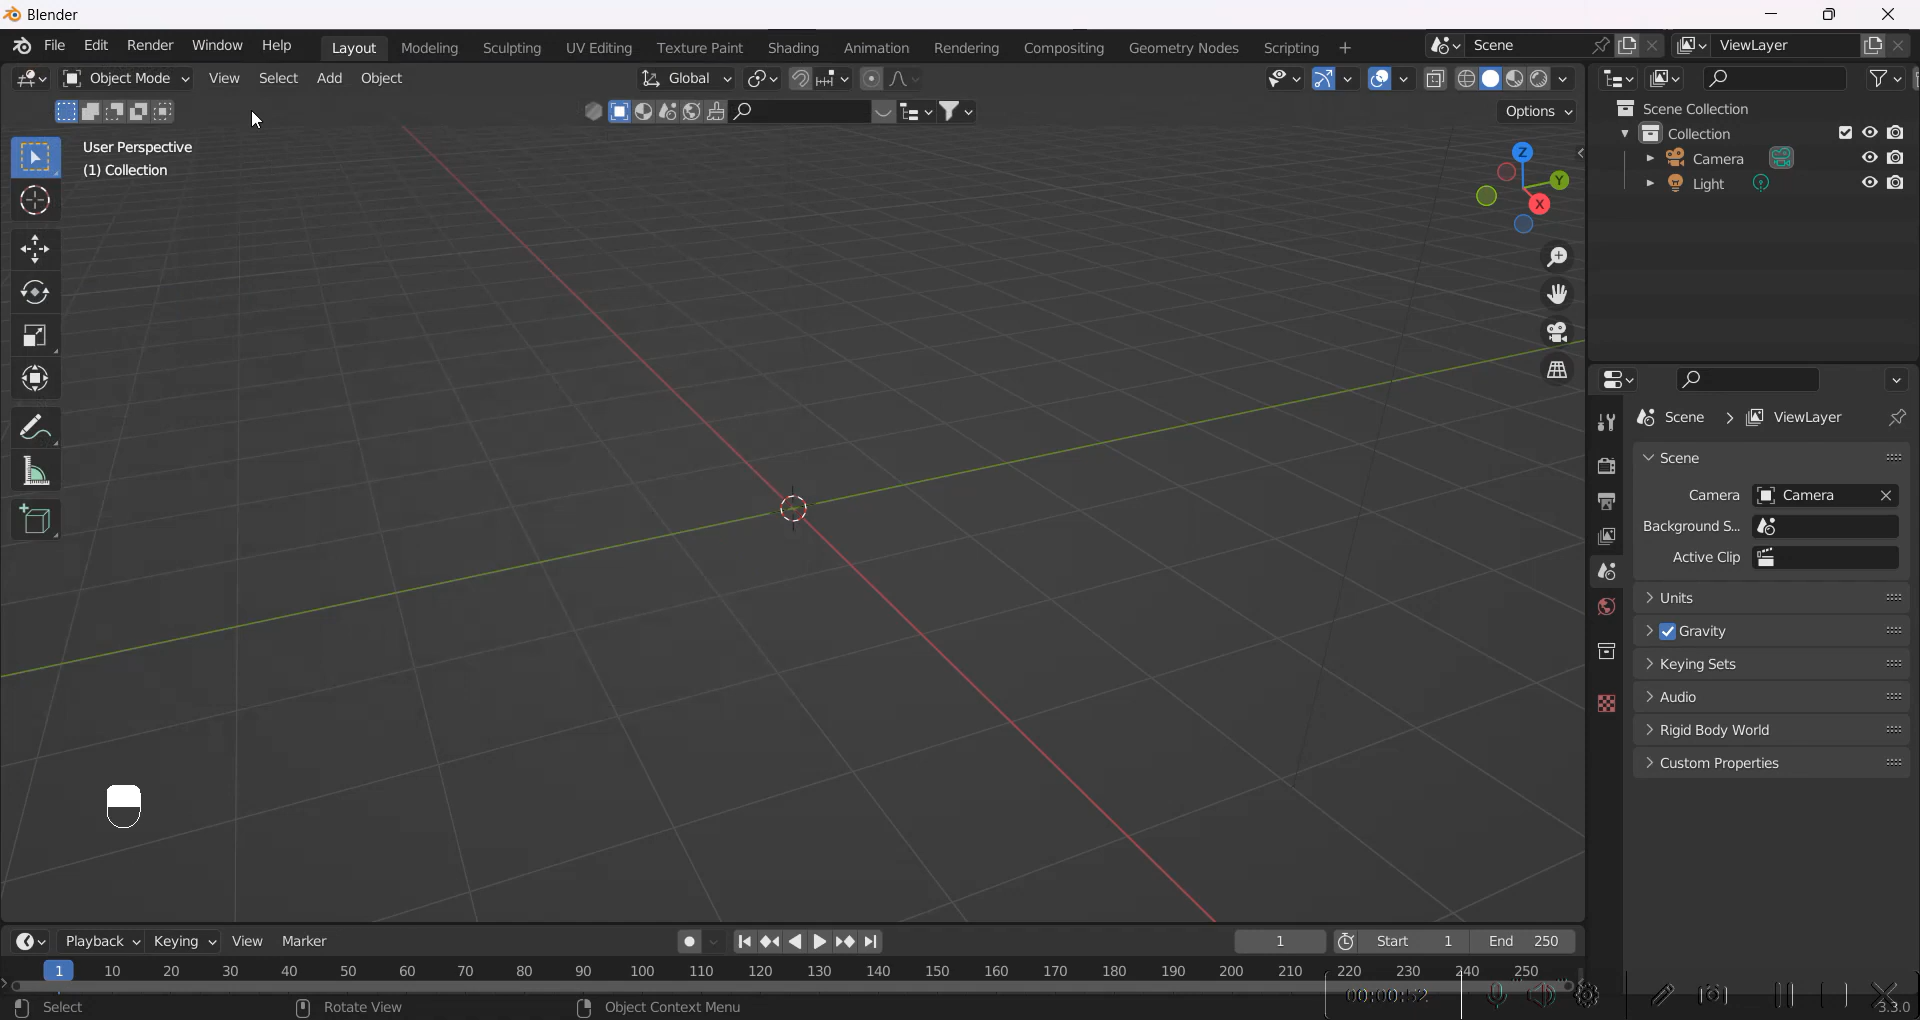 Blender
File Edit Render Window Help Layout Modeling Sculpting UV Editing Texture Paint Shading Animation Rendering Compositing Geometry Nodes Scripting + Scene ViewLayer
Object Mode View Select Add Object Global
Options
User Perspective
(1) Collection
Z
Y
X
Scene Collection
Collection
Camera
Light
Scene > ViewLayer
Scene
Camera Camera
Background S...
Active Clip
Units
Gravity
Keying Sets
Audio
Rigid Body World
Custom Properties
Playback Keying View Marker 1 Start 1 End 250
1 10 20 30 40 50 60 70 80 90 100 110 120 130 140 150 160 170 180 190 200 210 220 230 240 250
00:00:52
Select Rotate View Object Context Menu 3.3.0